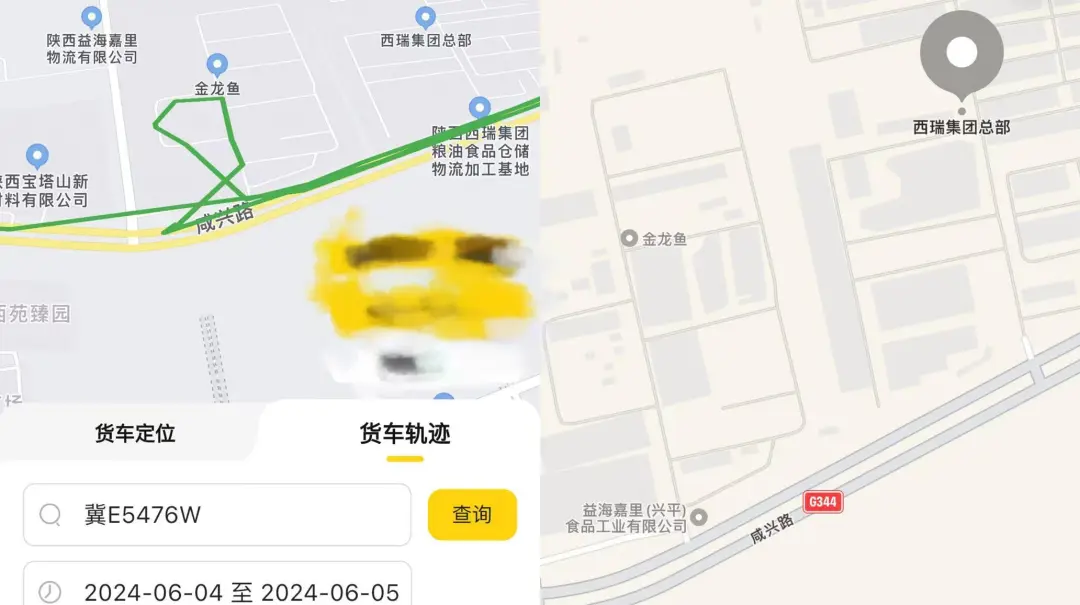 陕西益海嘉里
物流有限公司
西瑞集团总部
金龙鱼
陕西西瑞集团
粮油食品仓储
物流加工基地
西宝塔山新
材料有限公司
咸兴路
西苑臻园
场
货车定位
货车轨迹
冀E5476W
查询
2024-06-04 至 2024-06-05
西瑞集团总部
金龙鱼
益海嘉里(兴平)
食品工业有限公司
咸兴路
G344